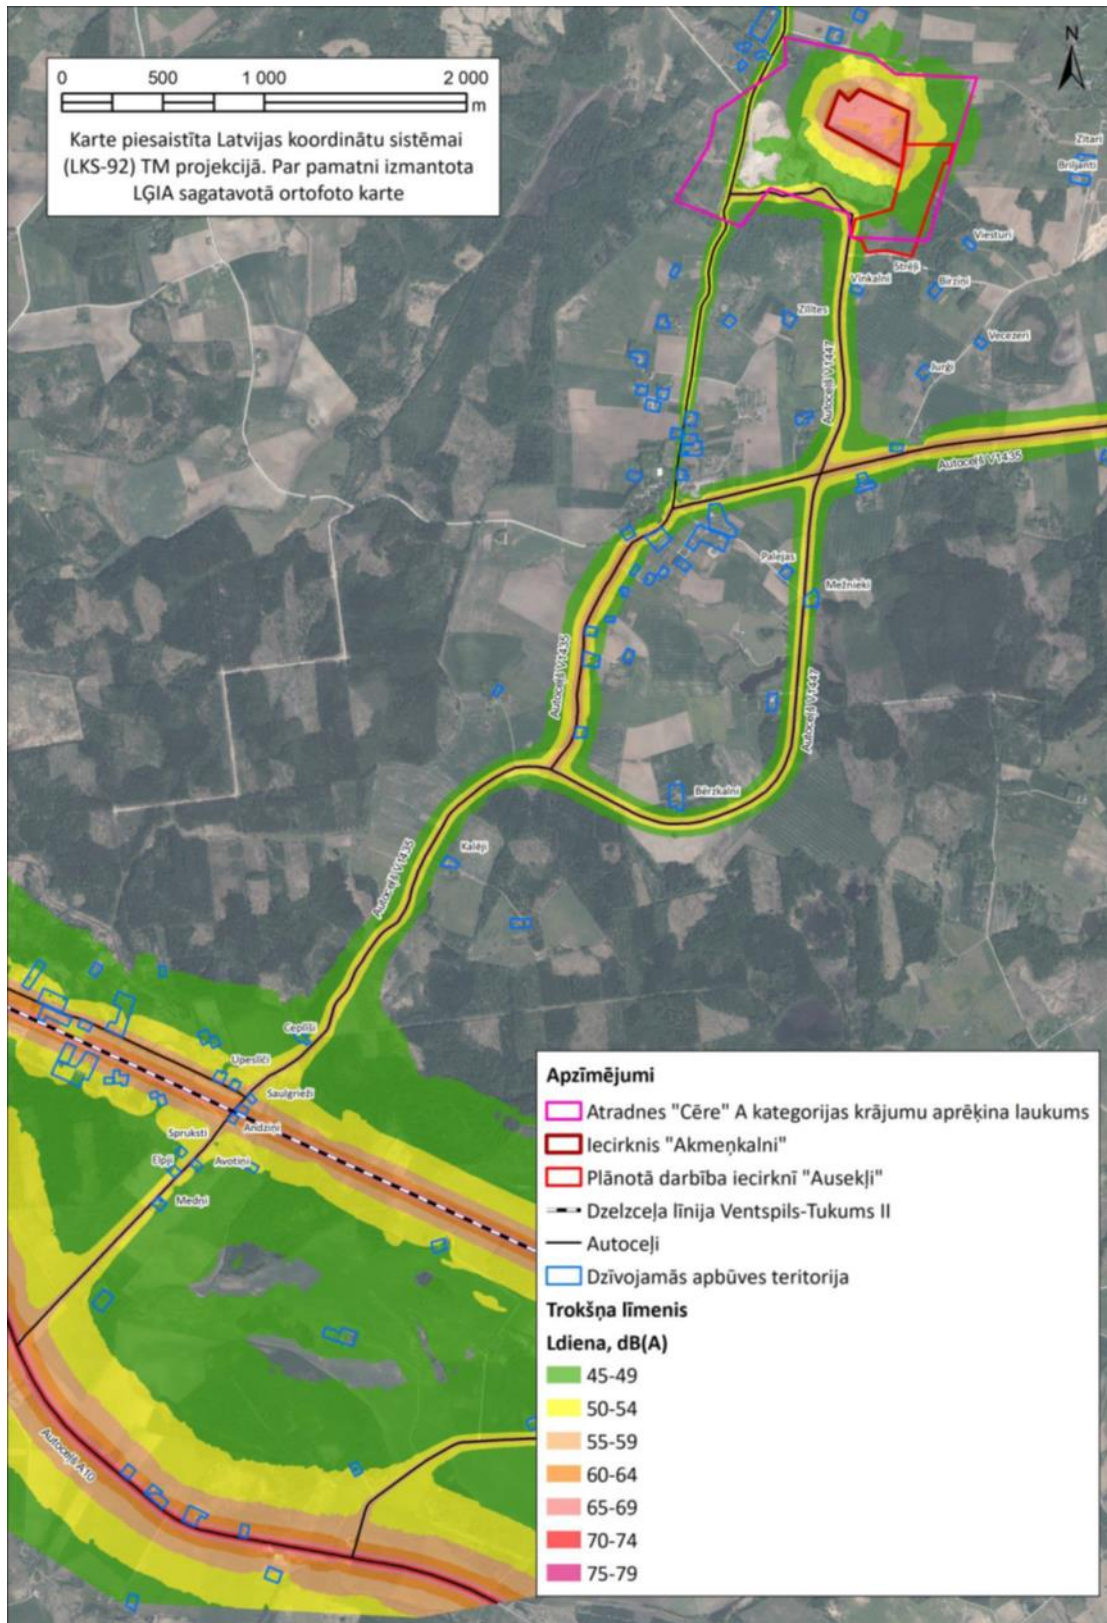 N
0 500 1 000 2 000
m
Karte piesaistīta Latvijas koordinātu sistēmai
(LKS-92) TM projekcijā. Par pamatni izmantota
LĢIA sagatavotā ortofoto karte
Zītari
Briljanti
Viesturi
Strēļi
Vīnkalni
Birziņi
Zīlītes
Vecezeri
Jurģi
Autoceļš V1447
Autoceļš V1435
Palejas
Mežnieki
Autoceļš V1435
Autoceļš V1447
Bērzkalni
Kalēji
Autoceļš V1435
Ceplīši
Upeslīči
Saulgrieži
Andziņi
Spruksti
Elpji
Avotiņi
Medņi
Autoceļš A10
Apzīmējumi
Atradnes "Cēre" A kategorijas krājumu aprēķina laukums
Iecirknis "Akmeņkalni"
Plānotā darbība iecirknī "Ausekļi"
Dzelzceļa līnija Ventspils-Tukums II
Autoceļi
Dzīvojamās apbūves teritorija
Trokšņa līmenis
Ldiena, dB(A)
45-49
50-54
55-59
60-64
65-69
70-74
75-79